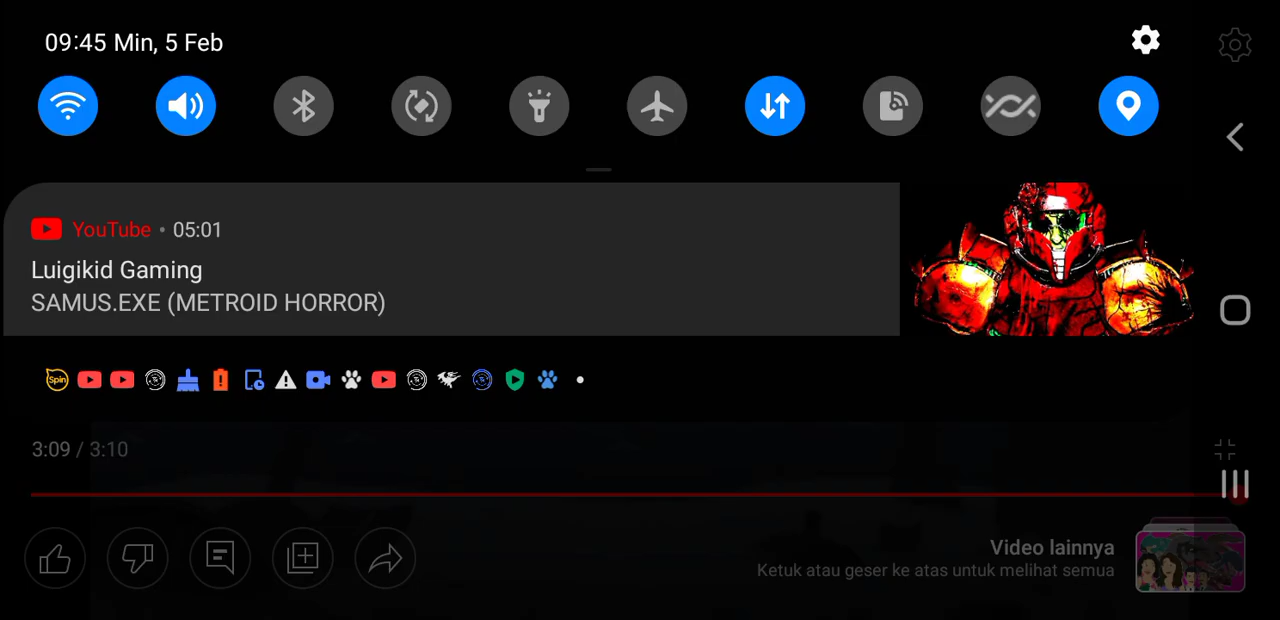 09:45 Min, 5 Feb
YouTube • 05:01
Luigikid Gaming
SAMUS.EXE (METROID HORROR)
Spin
3:09 / 3:10
Video lainnya
Ketuk atau geser ke atas untuk melihat semua